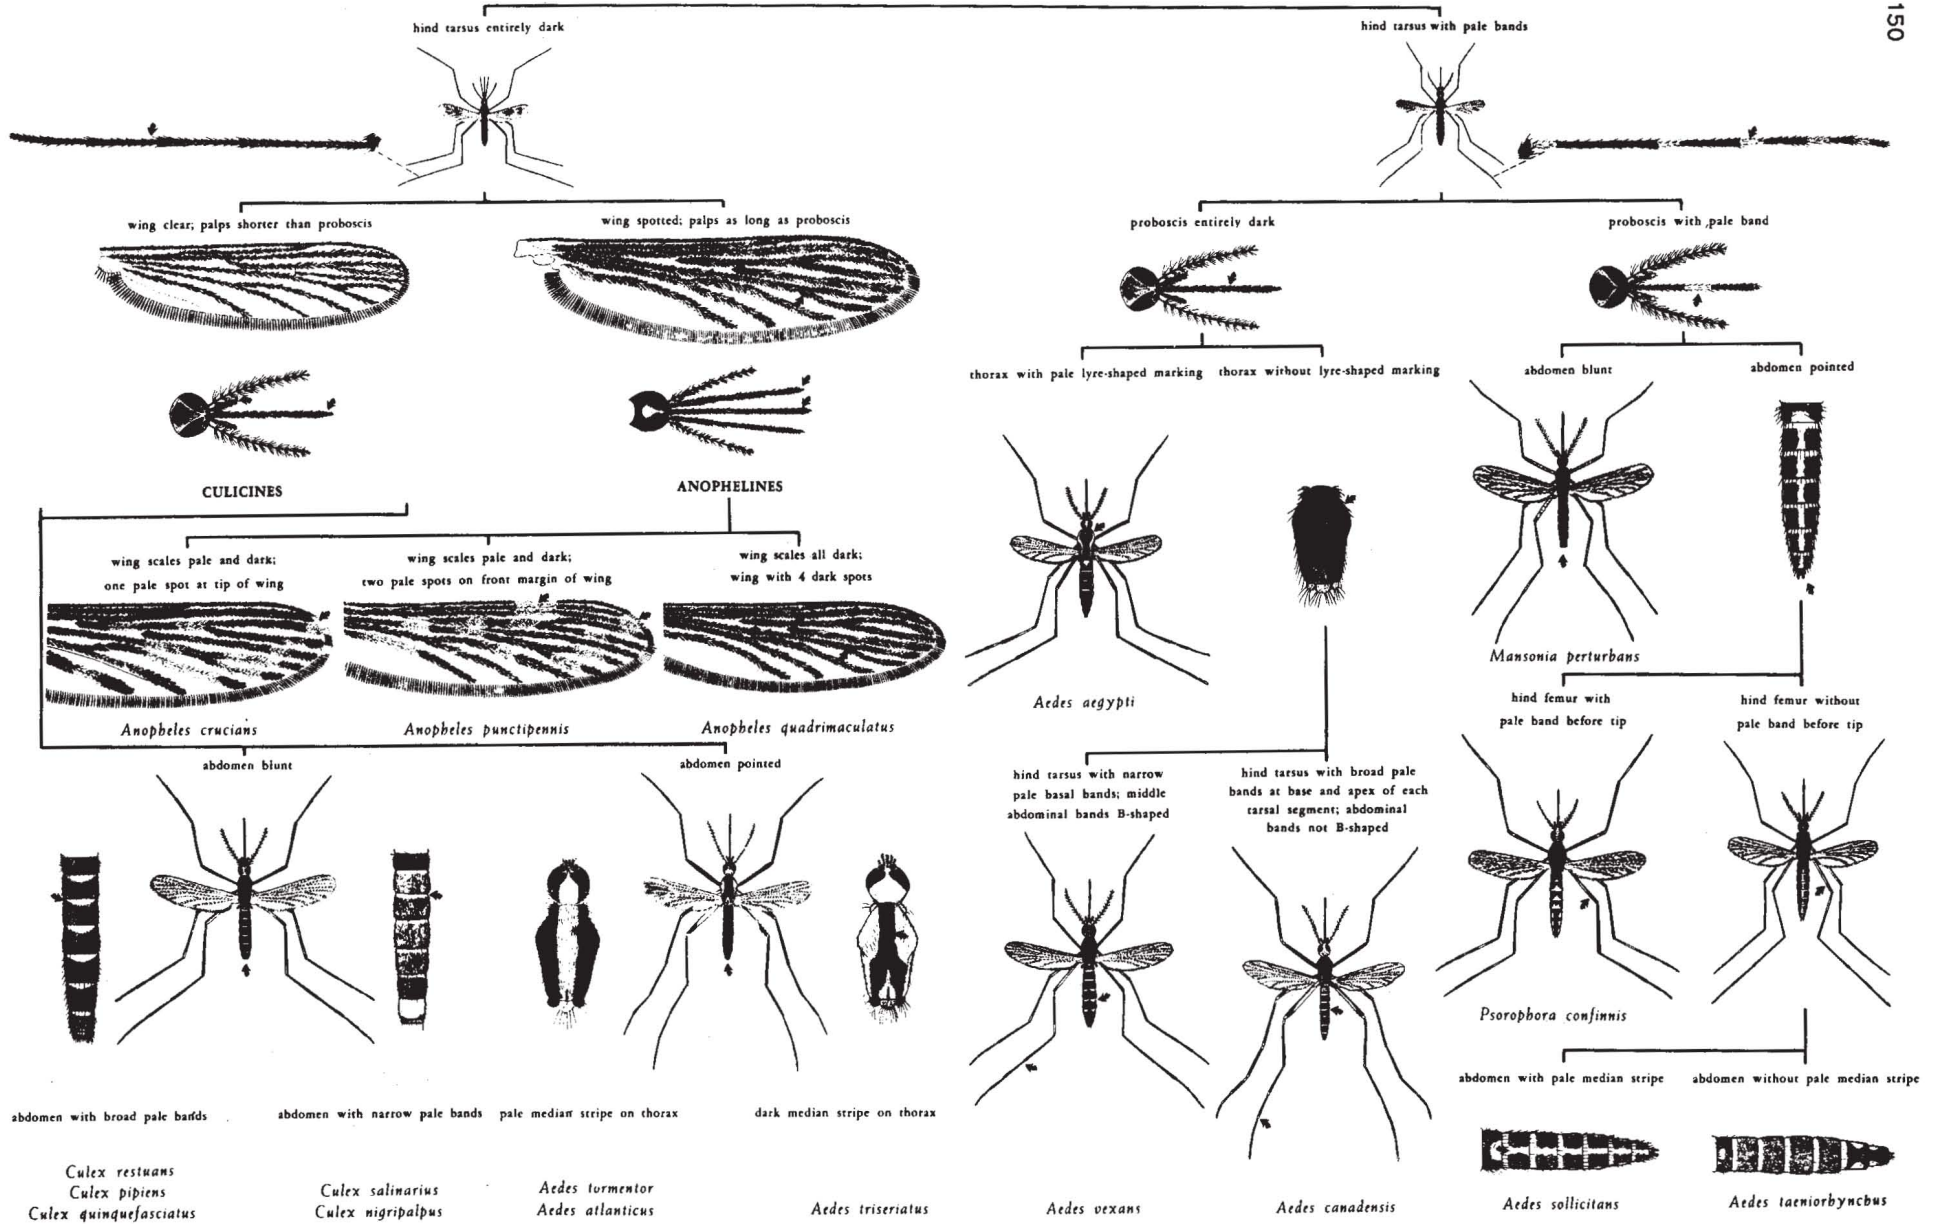 150
hind tarsus entirely dark
hind tarsus with pale bands
wing clear; palps shorter than proboscis
wing spotted; palps as long as proboscis
proboscis entirely dark
proboscis with pale band
thorax with pale lyre-shaped marking
thorax without lyre-shaped marking
abdomen blunt
abdomen pointed
CULICINES
ANOPHELINES
wing scales pale and dark;
one pale spot at tip of wing
wing scales pale and dark;
two pale spots on front margin of wing
wing scales all dark;
wing with 4 dark spots
Anopheles crucians
Anopheles punctipennis
Anopheles quadrimaculatus
Aedes aegypti
Mansonia perturbans
hind femur with
pale band before tip
hind femur without
pale band before tip
abdomen blunt
abdomen pointed
hind tarsus with narrow
pale basal bands; middle
abdominal bands B-shaped
hind tarsus with broad pale
bands at base and apex of each
tarsal segment; abdominal
bands not B-shaped
Psorophora confinnis
abdomen with pale median stripe
abdomen without pale median stripe
abdomen with broad pale bands
abdomen with narrow pale bands
pale median stripe on thorax
dark median stripe on thorax
Culex restuans
Culex pipiens
Culex quinquefasciatus
Culex salinarius
Culex nigripalpus
Aedes tormentor
Aedes atlanticus
Aedes triseriatus
Aedes vexans
Aedes canadensis
Aedes sollicitans
Aedes taeniorhynchus